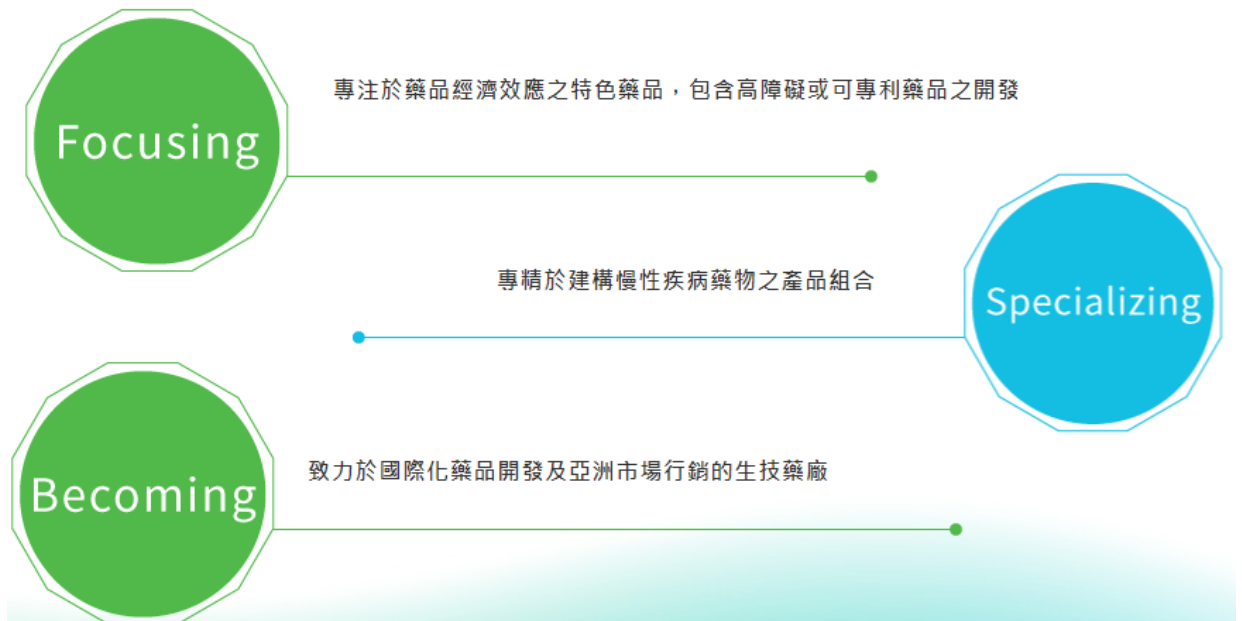 Focusing
專注於藥品經濟效應之特色藥品，包含高障礙或可專利藥品之開發
專精於建構慢性疾病藥物之產品組合
Specializing
Becoming
致力於國際化藥品開發及亞洲市場行銷的生技藥廠